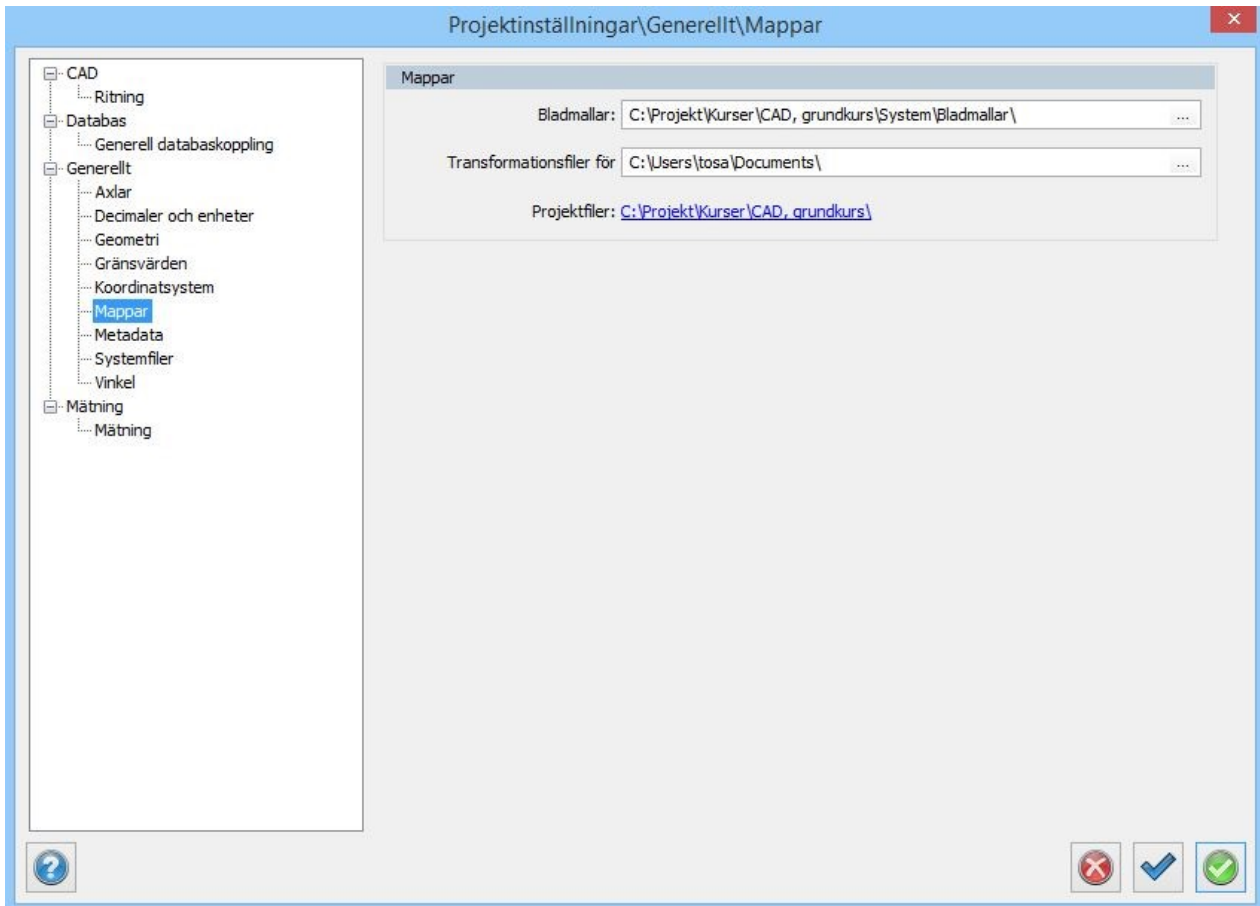 Projektinställningar\Generellt\Mappar
CAD
Ritning
Databas
Generell databaskoppling
Generellt
Axlar
Decimaler och enheter
Geometri
Gränsvärden
Koordinatsystem
Mappar
Metadata
Systemfiler
Vinkel
Mätning
Mätning
Mappar
Bladmallar: C:\Projekt\Kurser\CAD, grundkurs\System\Bladmallar\ ...
Transformationsfiler för C:\Users\tosa\Documents\ ...
Projektfiler: C:\Projekt\Kurser\CAD, grundkurs\